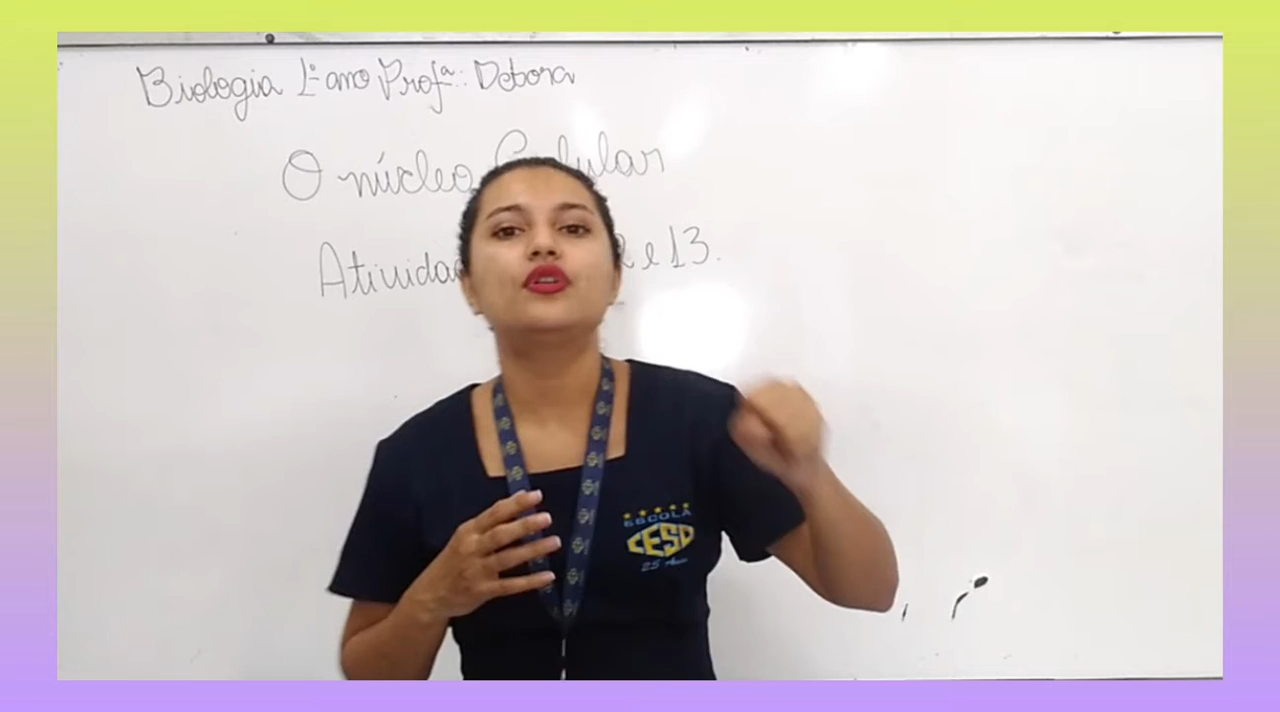 Biologia 1º ano Profª: Debora
O núcleo Celular
e 13.
ESCOLA
CESD
25 Anos